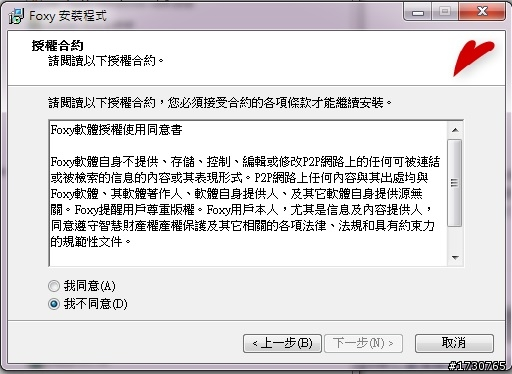 Foxy 安裝程式
授權合約
請閱讀以下授權合約。
請閱讀以下授權合約，您必須接受合約的各項條款才能繼續安裝。
Foxy軟體授權使用同意書
Foxy軟體自身不提供、存儲、控制、編輯或修改P2P網路上的任何可被連結
或被檢索的信息的內容或其表現形式。P2P網路上任何內容與其出處均與
Foxy軟體、其軟體著作人、軟體自身提供人、及其它軟體自身提供源無
關。Foxy提醒用戶尊重版權。Foxy用戶本人，尤其是信息及內容提供人，
同意遵守智慧財產權產權保護及其它相關的各項法律、法規和具有約束力
的規範性文件。
我同意(A)
我不同意(D)
< 上一步(B)
下一步(N) >
取消
#1730765